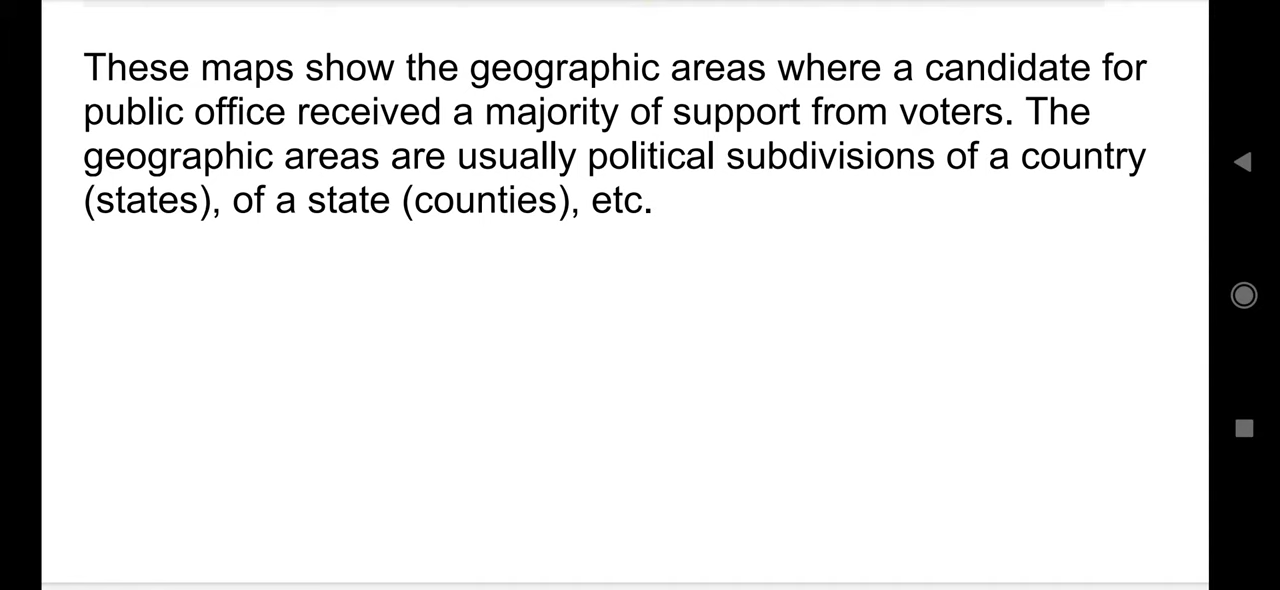 These maps show the geographic areas where a candidate for
public office received a majority of support from voters. The
geographic areas are usually political subdivisions of a country
(states), of a state (counties), etc.